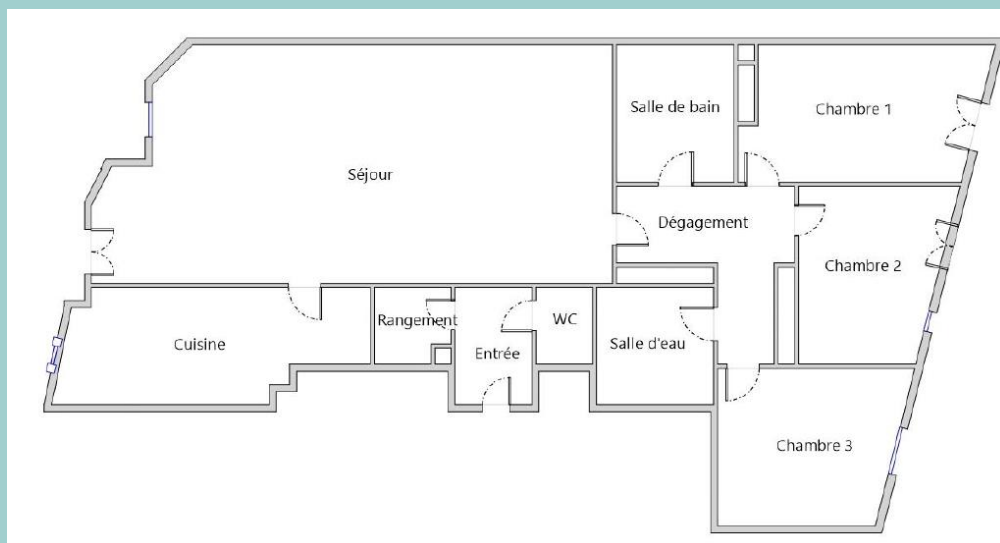 Salle de bain
Chambre 1
Séjour
Dégagement
Chambre 2
Rangement
WC
Cuisine
Entrée
Salle d'eau
Chambre 3